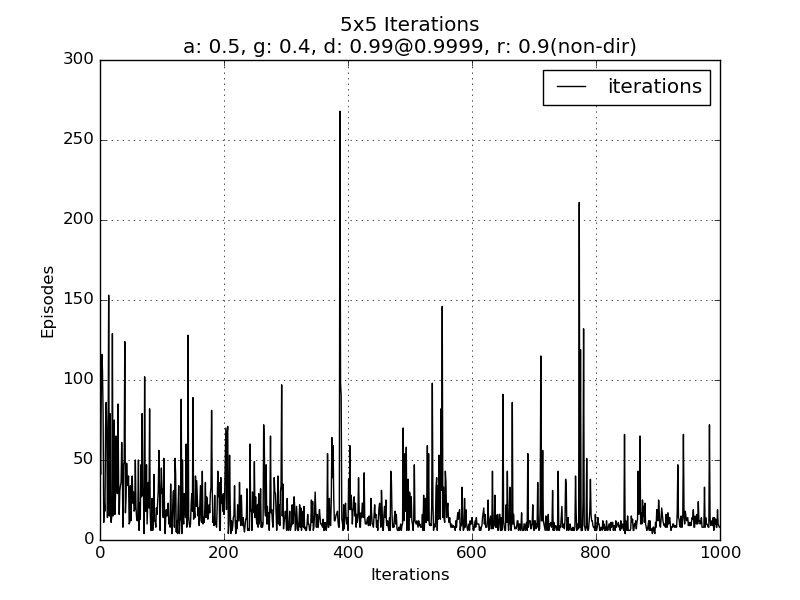 5x5 Iterations
a: 0.5, g: 0.4, d: 0.99@0.9999, r: 0.9(non-dir)
300
iterations
250
200
150
100
50
0
Episodes
0 200 400 600 800 1000
Iterations